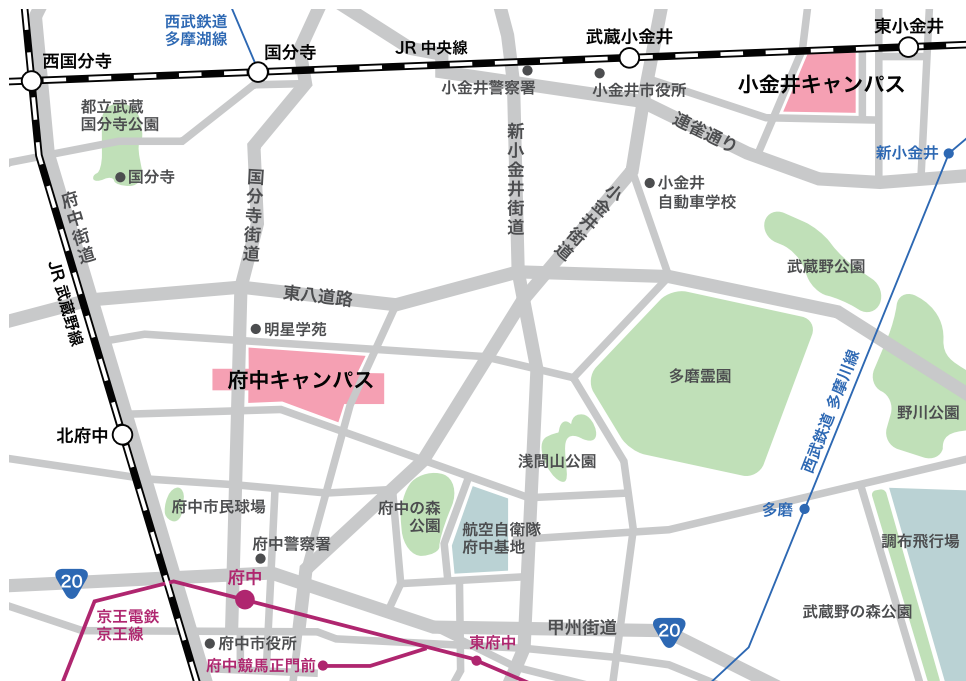 西武鉄道
多摩湖線
西国分寺
国分寺
JR 中央線
武蔵小金井
東小金井
小金井警察署
小金井市役所
小金井キャンパス
都立武蔵
国分寺公園
国分寺
連雀通り
新小金井
新小金井街道
小金井
自動車学校
国分寺街道
府中街道
小金井街道
JR 武蔵野線
武蔵野公園
東八道路
明星学苑
府中キャンパス
多磨霊園
西武鉄道 多摩川線
野川公園
北府中
浅間山公園
府中市民球場
府中の森
公園
航空自衛隊
府中基地
多磨
調布飛行場
府中警察署
20
府中
京王電鉄
京王線
武蔵野の森公園
甲州街道
20
府中市役所
東府中
府中競馬正門前